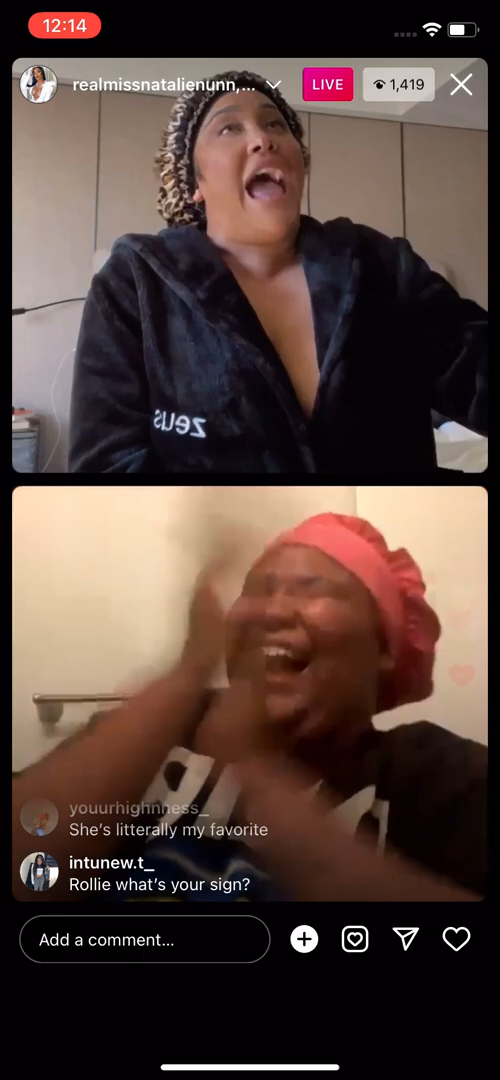 12:14
realmissnatalienunn,... LIVE 1,419
zeus
youurhighnhess_
She's litterally my favorite
intunew.t_
Rollie what's your sign?
Add a comment...